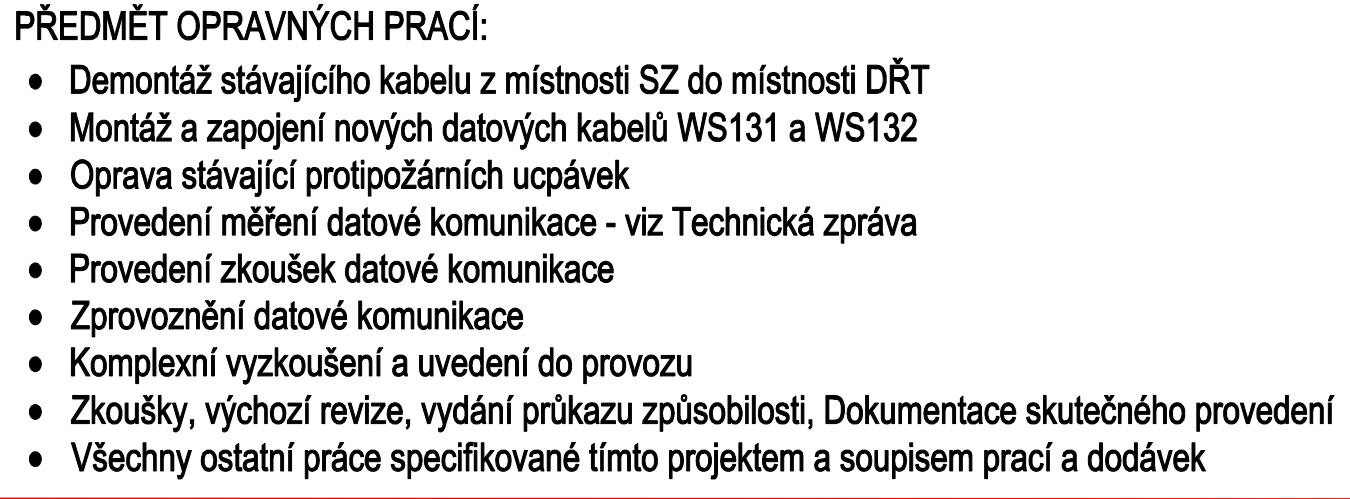 PŘEDMĚT OPRAVNÝCH PRACÍ:
• Demontáž stávajícího kabelu z místnosti SZ do místnosti DŘT
• Montáž a zapojení nových datových kabelů WS131 a WS132
• Oprava stávající protipožárních ucpávek
• Provedení měření datové komunikace - viz Technická zpráva
• Provedení zkoušek datové komunikace
• Zprovoznění datové komunikace
• Komplexní vyzkoušení a uvedení do provozu
• Zkoušky, výchozí revize, vydání průkazu způsobilosti, Dokumentace skutečného provedení
• Všechny ostatní práce specifikované tímto projektem a soupisem prací a dodávek